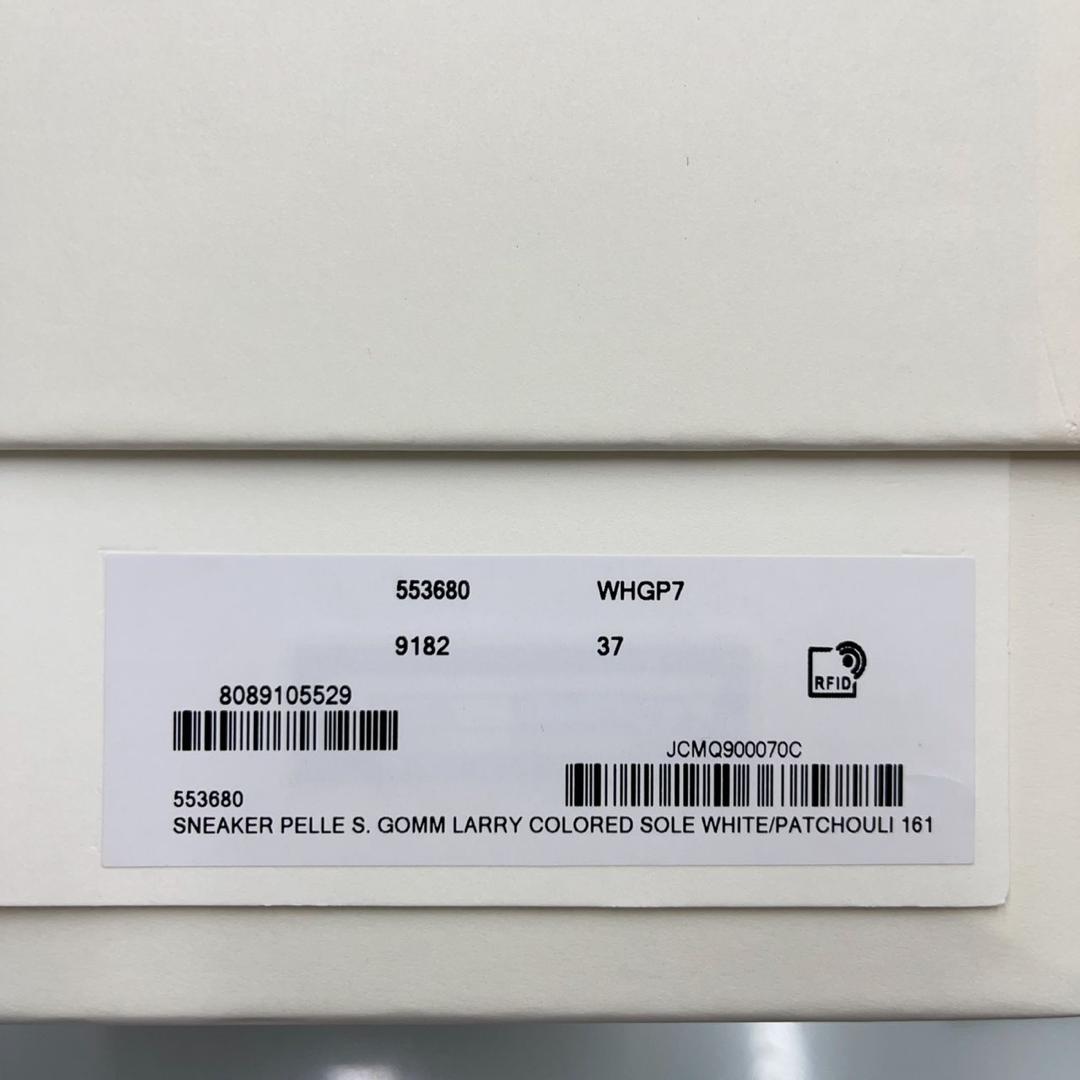 553680 WHGP7
9182 37
RFID
8089105529
JCMQ900070C
553680
SNEAKER PELLE S. GOMM LARRY COLORED SOLE WHITE/PATCHOULI 161